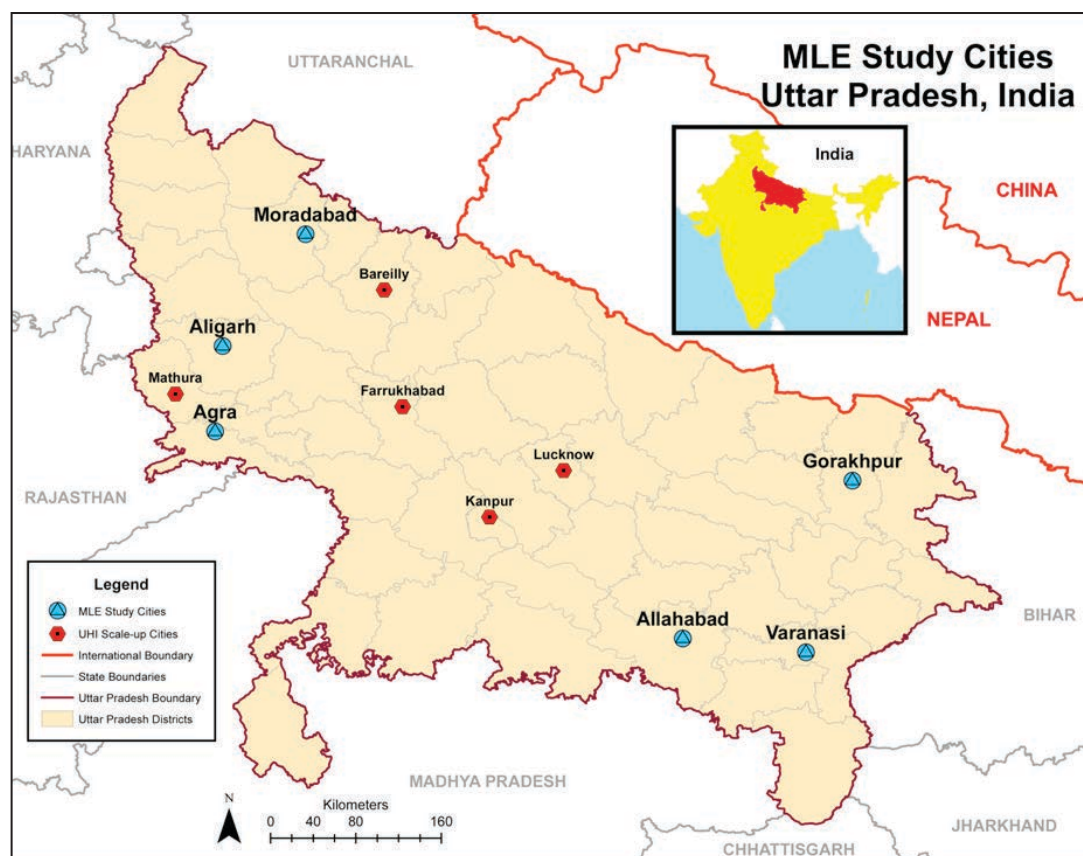 MLE Study Cities
Uttar Pradesh, India
UTTARANCHAL
HARYANA
India
CHINA
NEPAL
Moradabad
Bareilly
Aligarh
Mathura
Farrukhabad
Agra
Lucknow
Gorakhpur
Kanpur
RAJASTHAN
Allahabad
Varanasi
BIHAR
Legend
MLE Study Cities
UHI Scale-up Cities
International Boundary
State Boundaries
Uttar Pradesh Boundary
Uttar Pradesh Districts
MADHYA PRADESH
N
Kilometers
0 20 40 80 120 160
JHARKHAND
CHHATTISGARH